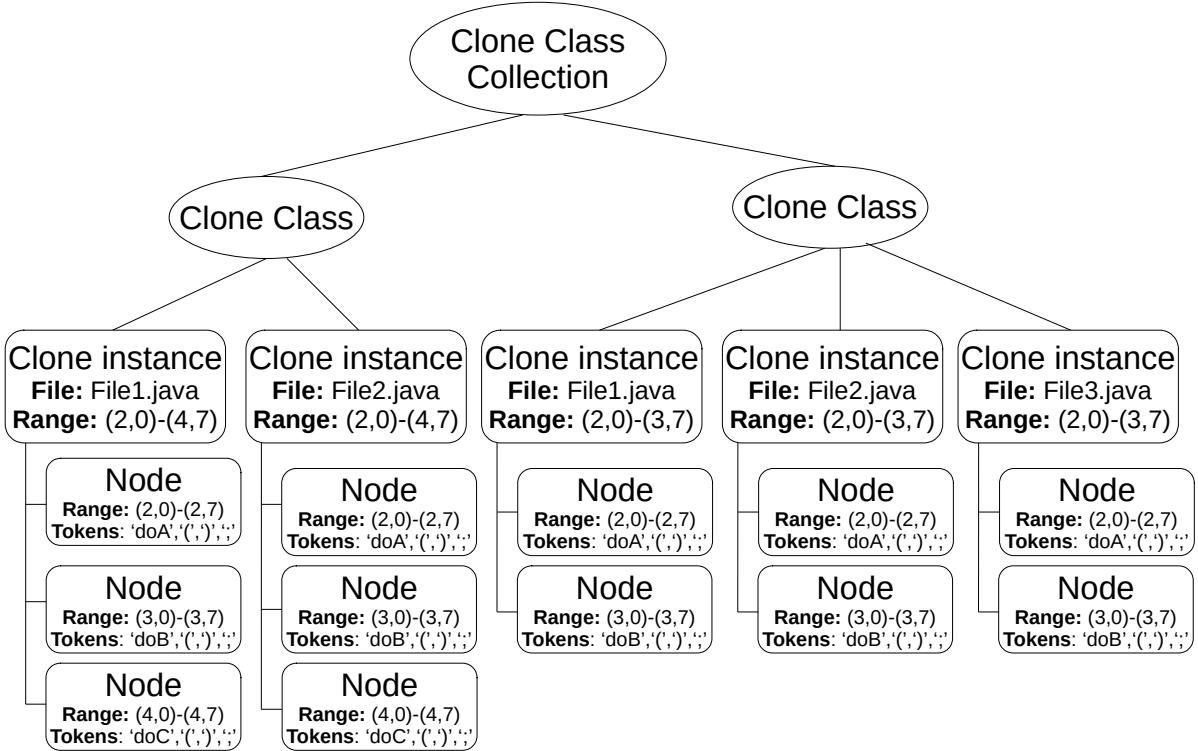 Clone Class
Collection
Clone Class
Clone Class
Clone instance
File: File1.java
Range: (2,0)-(4,7)
Clone instance
File: File2.java
Range: (2,0)-(4,7)
Clone instance
File: File1.java
Range: (2,0)-(3,7)
Clone instance
File: File2.java
Range: (2,0)-(3,7)
Clone instance
File: File3.java
Range: (2,0)-(3,7)
Node
Range: (2,0)-(2,7)
Tokens: ‘doA’,‘(’,‘)’,‘;’
Node
Range: (3,0)-(3,7)
Tokens: ‘doB’,‘(’,‘)’,‘;’
Node
Range: (4,0)-(4,7)
Tokens: ‘doC’,‘(’,‘)’,‘;’
Node
Range: (2,0)-(2,7)
Tokens: ‘doA’,‘(’,‘)’,‘;’
Node
Range: (3,0)-(3,7)
Tokens: ‘doB’,‘(’,‘)’,‘;’
Node
Range: (4,0)-(4,7)
Tokens: ‘doC’,‘(’,‘)’,‘;’
Node
Range: (2,0)-(2,7)
Tokens: ‘doA’,‘(’,‘)’,‘;’
Node
Range: (3,0)-(3,7)
Tokens: ‘doB’,‘(’,‘)’,‘;’
Node
Range: (2,0)-(2,7)
Tokens: ‘doA’,‘(’,‘)’,‘;’
Node
Range: (3,0)-(3,7)
Tokens: ‘doB’,‘(’,‘)’,‘;’
Node
Range: (2,0)-(2,7)
Tokens: ‘doA’,‘(’,‘)’,‘;’
Node
Range: (3,0)-(3,7)
Tokens: ‘doB’,‘(’,‘)’,‘;’